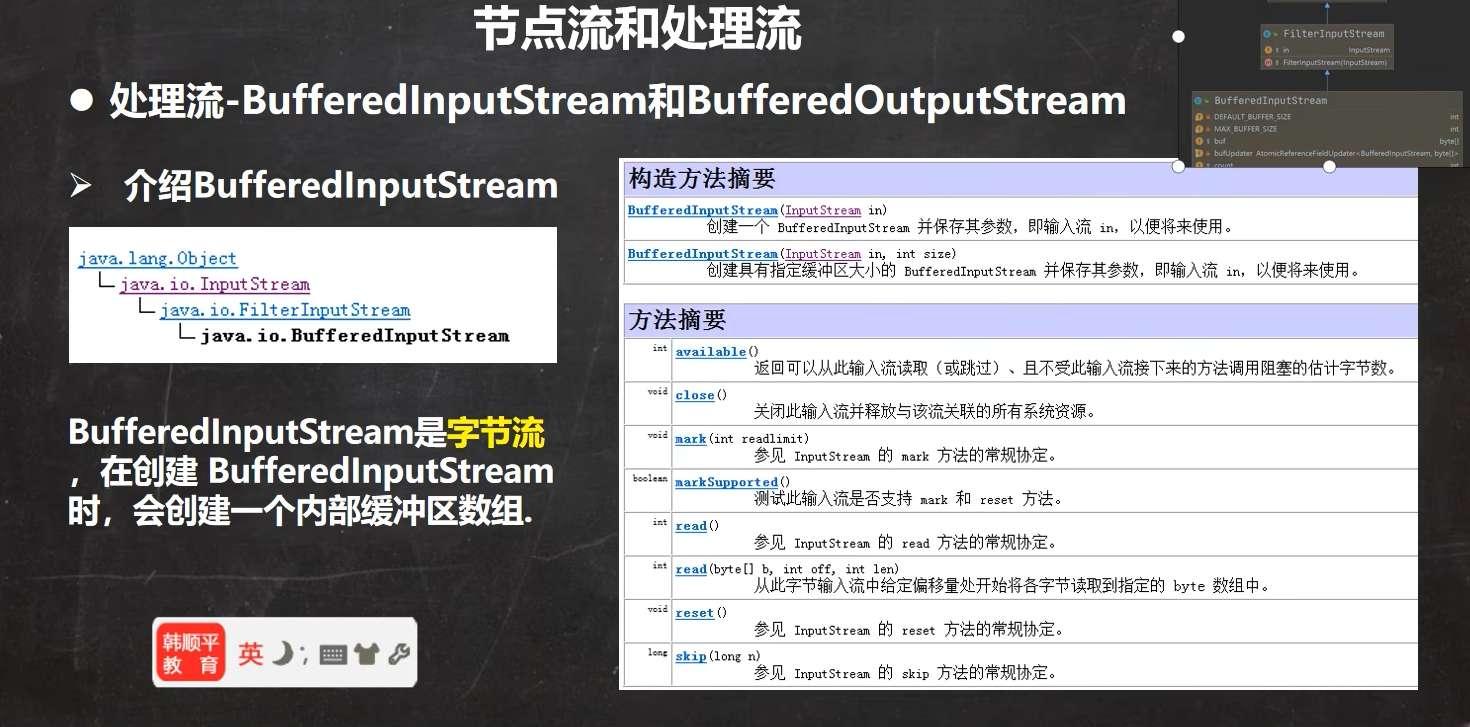 节点流和处理流
处理流-BufferedInputStream和BufferedOutputStream
介绍BufferedInputStream
java.lang.Object
java.io.InputStream
java.io.FilterInputStream
java.io.BufferedInputStream
BufferedInputStream是字节流
，在创建 BufferedInputStream
时，会创建一个内部缓冲区数组.
韩顺平
教 育
英
FilterInputStream
in InputStream
FilterInputStream(InputStream)
BufferedInputStream
DEFAULT_BUFFER_SIZE int
MAX_BUFFER_SIZE int
buf byte[]
bufUpdater AtomicReferenceFieldUpdater<BufferedInputStream, byte[]>
count int
构造方法摘要
BufferedInputStream(InputStream in)
创建一个 BufferedInputStream 并保存其参数，即输入流 in，以便将来使用。
BufferedInputStream(InputStream in, int size)
创建具有指定缓冲区大小的 BufferedInputStream 并保存其参数，即输入流 in，以便将来使用。
方法摘要
int available()
返回可以从此输入流读取（或跳过）、且不受此输入流接下来的方法调用阻塞的估计字节数。
void close()
关闭此输入流并释放与该流关联的所有系统资源。
void mark(int readlimit)
参见 InputStream 的 mark 方法的常规协定。
boolean markSupported()
测试此输入流是否支持 mark 和 reset 方法。
int read()
参见 InputStream 的 read 方法的常规协定。
int read(byte[] b, int off, int len)
从此字节输入流中给定偏移量处开始将各字节读取到指定的 byte 数组中。
void reset()
参见 InputStream 的 reset 方法的常规协定。
long skip(long n)
参见 InputStream 的 skip 方法的常规协定。